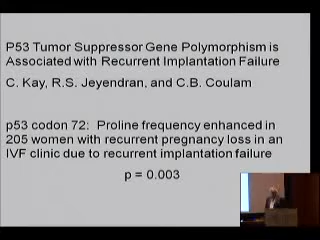 P53 Tumor Suppressor Gene Polymorphism is
Associated with Recurrent Implantation Failure
C. Kay, R.S. Jeyendran, and C.B. Coulam
p53 codon 72: Proline frequency enhanced in
205 women with recurrent pregnancy loss in an
IVF clinic due to recurrent implantation failure
p = 0.003